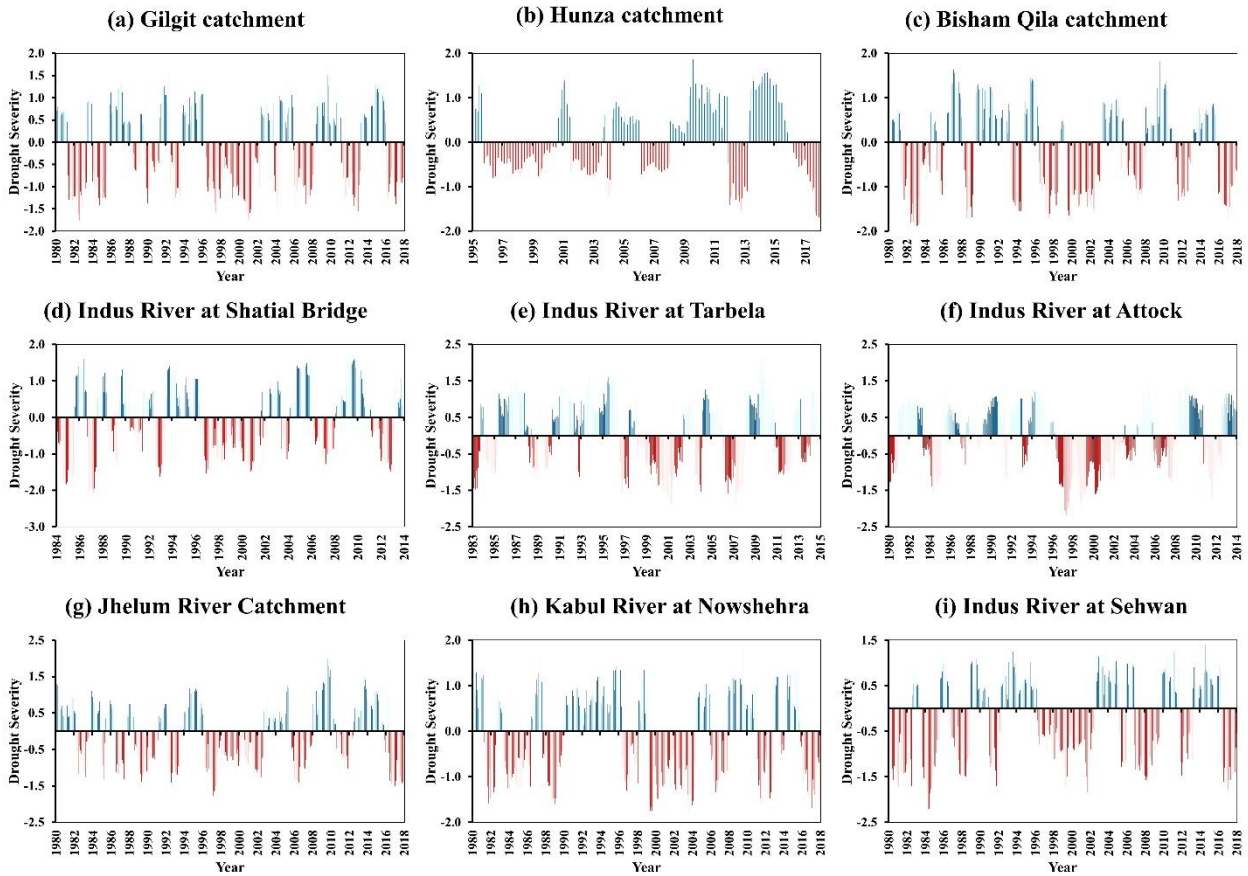 (a) Gilgit catchment
2.0
1.5
1.0
0.5
0.0
-0.5
-1.0
-1.5
-2.0
Drought Severity
1980 1982 1984 1986 1988 1990 1992 1994 1996 1998 2000 2002 2004 2006 2008 2010 2012 2014 2016 2018
Year
(b) Hunza catchment
2.0
1.0
0.0
-1.0
-2.0
Drought Severity
1995 1997 1999 2001 2003 2005 2007 2009 2011 2013 2015 2017
Year
(c) Bisham Qila catchment
2.0
1.5
1.0
0.5
0.0
-0.5
-1.0
-1.5
-2.0
Drought Severity
1980 1982 1984 1986 1988 1990 1992 1994 1996 1998 2000 2002 2004 2006 2008 2010 2012 2014 2016 2018
Year
(d) Indus River at Shatial Bridge
2.0
1.0
0.0
-1.0
-2.0
-3.0
Drought Severity
1984 1986 1988 1990 1992 1994 1996 1998 2000 2002 2004 2006 2008 2010 2012 2014
Year
(e) Indus River at Tarbela
2.5
1.5
0.5
-0.5
-1.5
-2.5
Drought Severity
1983 1985 1987 1989 1991 1993 1995 1997 1999 2001 2003 2005 2007 2009 2011 2013 2015
Year
(f) Indus River at Attock
2.5
1.5
0.5
-0.5
-1.5
-2.5
Drought Severity
1980 1982 1984 1986 1988 1990 1992 1994 1996 1998 2000 2002 2004 2006 2008 2010 2012 2014
Year
(g) Jhelum River Catchment
2.5
1.5
0.5
-0.5
-1.5
-2.5
Drought Severity
1980 1982 1984 1986 1988 1990 1992 1994 1996 1998 2000 2002 2004 2006 2008 2010 2012 2014 2016 2018
Year
(h) Kabul River at Nowshehra
2.0
1.0
0.0
-1.0
-2.0
Drought Severity
1980 1982 1984 1986 1988 1990 1992 1994 1996 1998 2000 2002 2004 2006 2008 2010 2012 2014 2016 2018
Year
(i) Indus River at Sehwan
1.5
0.5
-0.5
-1.5
-2.5
Drought Severity
1980 1982 1984 1986 1988 1990 1992 1994 1996 1998 2000 2002 2004 2006 2008 2010 2012 2014 2016 2018
Year